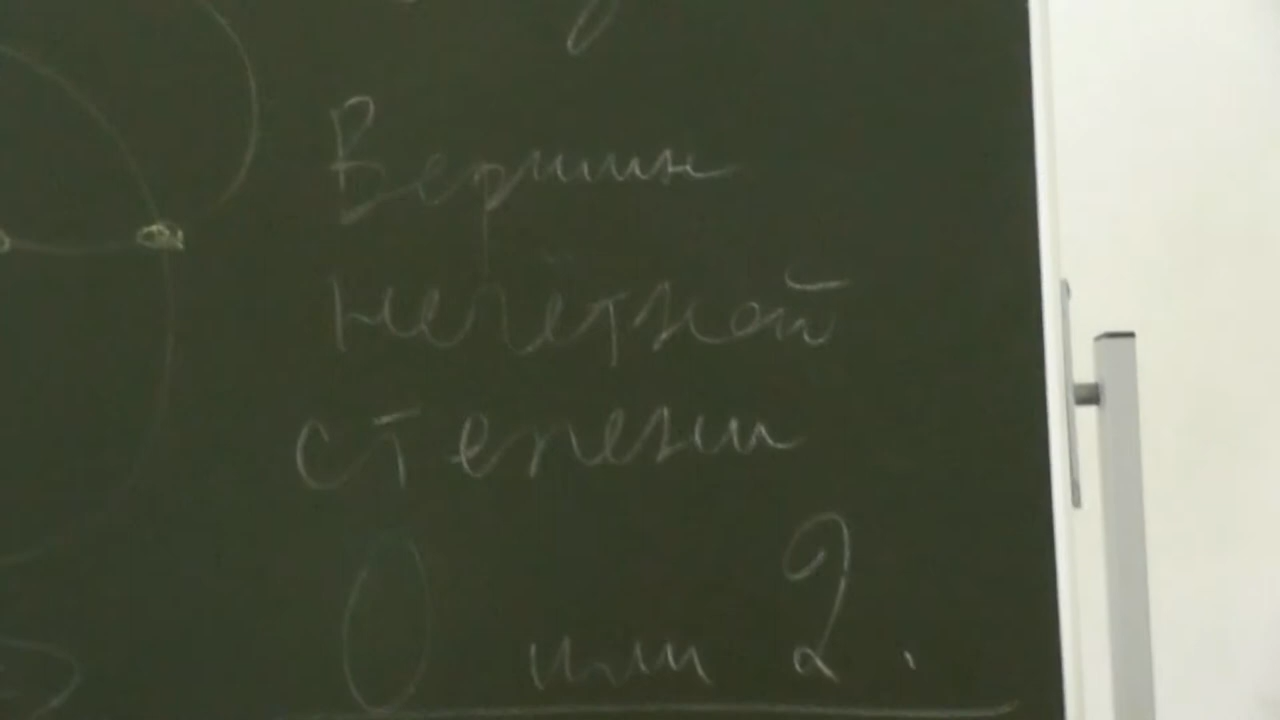 Вершин
нечётной
степени
0 или 2.